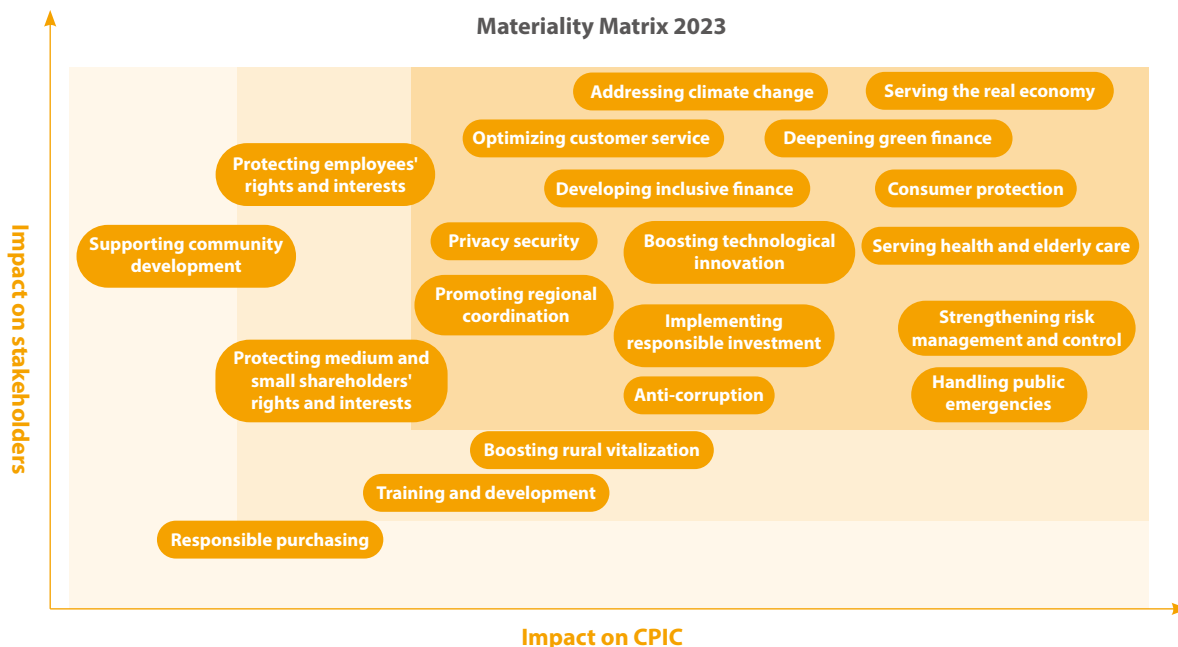 Materiality Matrix 2023
Impact on stakeholders
Addressing climate change
Serving the real economy
Optimizing customer service
Deepening green finance
Protecting employees'
rights and interests
Developing inclusive finance
Consumer protection
Supporting community
development
Privacy security
Boosting technological
innovation
Serving health and elderly care
Promoting regional
coordination
Implementing
responsible investment
Strengthening risk
management and control
Protecting medium and
small shareholders'
rights and interests
Anti-corruption
Handling public
emergencies
Boosting rural vitalization
Training and development
Responsible purchasing
Impact on CPIC